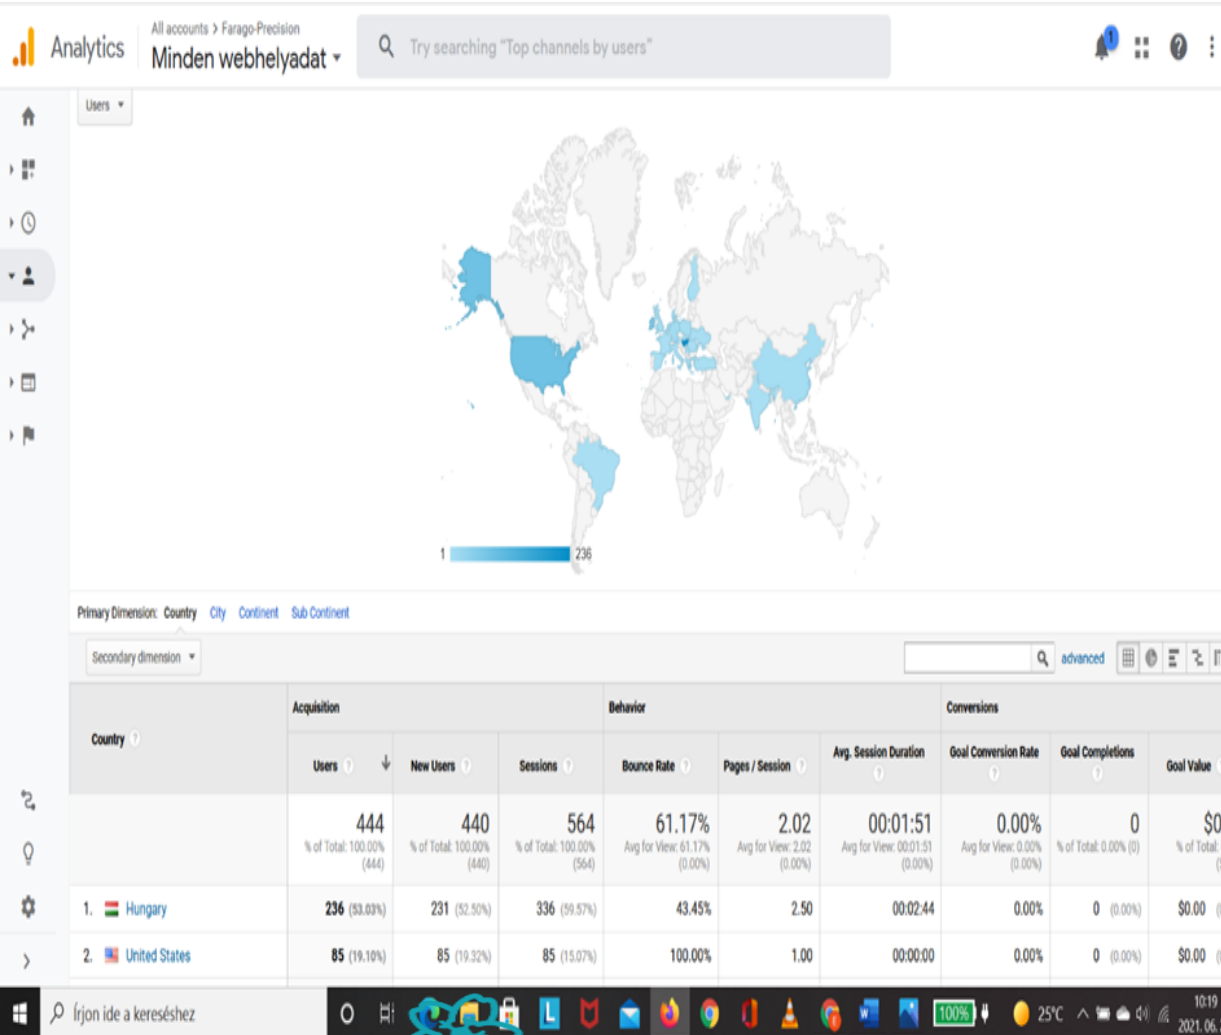 All accounts > Farago-Precision
Analytics
Minden webhelyadat
Try searching "Top channels by users"
1
Users
1 236
Primary Dimension: Country City Continent Sub Continent
Secondary dimension
advanced
Country
Acquisition Behavior Conversions
Users New Users Sessions Bounce Rate Pages / Session Avg. Session Duration Goal Conversion Rate Goal Completions Goal Value
444 440 564 61.17% 2.02 00:01:51 0.00% 0 $0
% of Total: 100.00% % of Total: 100.00% % of Total: 100.00% Avg for View: 61.17% Avg for View: 2.02 Avg for View: 00:01:51 Avg for View: 0.00% % of Total: 0.00% (0) % of Total:
(444) (440) (564) (0.00%) (0.00%) (0.00%) (0.00%)
1. Hungary 236 (53.03%) 231 (52.50%) 336 (59.57%) 43.45% 2.50 00:02:44 0.00% 0 (0.00%) $0.00
2. United States 85 (19.10%) 85 (19.32%) 85 (15.07%) 100.00% 1.00 00:00:00 0.00% 0 (0.00%) $0.00
Írjon ide a kereséshez
L
W
100%
25°C
10:19
2021. 06.